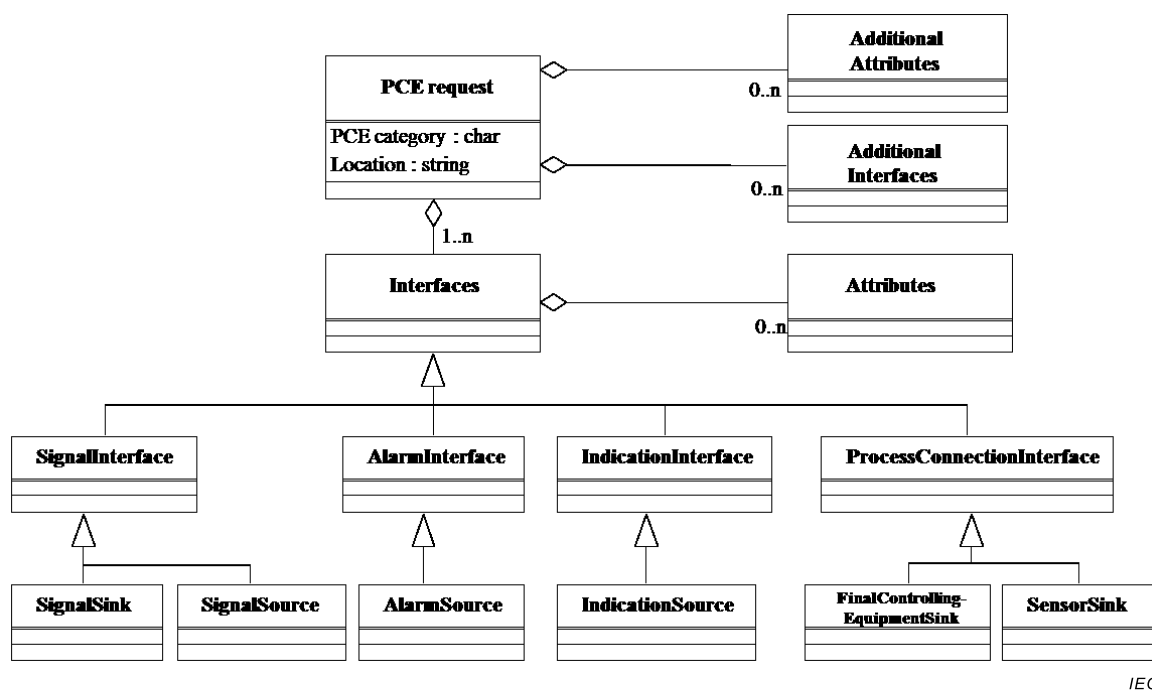 Additional
Attributes
PCE request
0..n
PCE category : char
Location : string
Additional
Interfaces
0..n
1..n
Interfaces
Attributes
0..n
SignalInterface
AlarmInterface
IndicationInterface
ProcessConnectionInterface
SignalSink
SignalSource
AlarmSource
IndicationSource
FinalControlling-
EquipmentSink
SensorSink
IEC